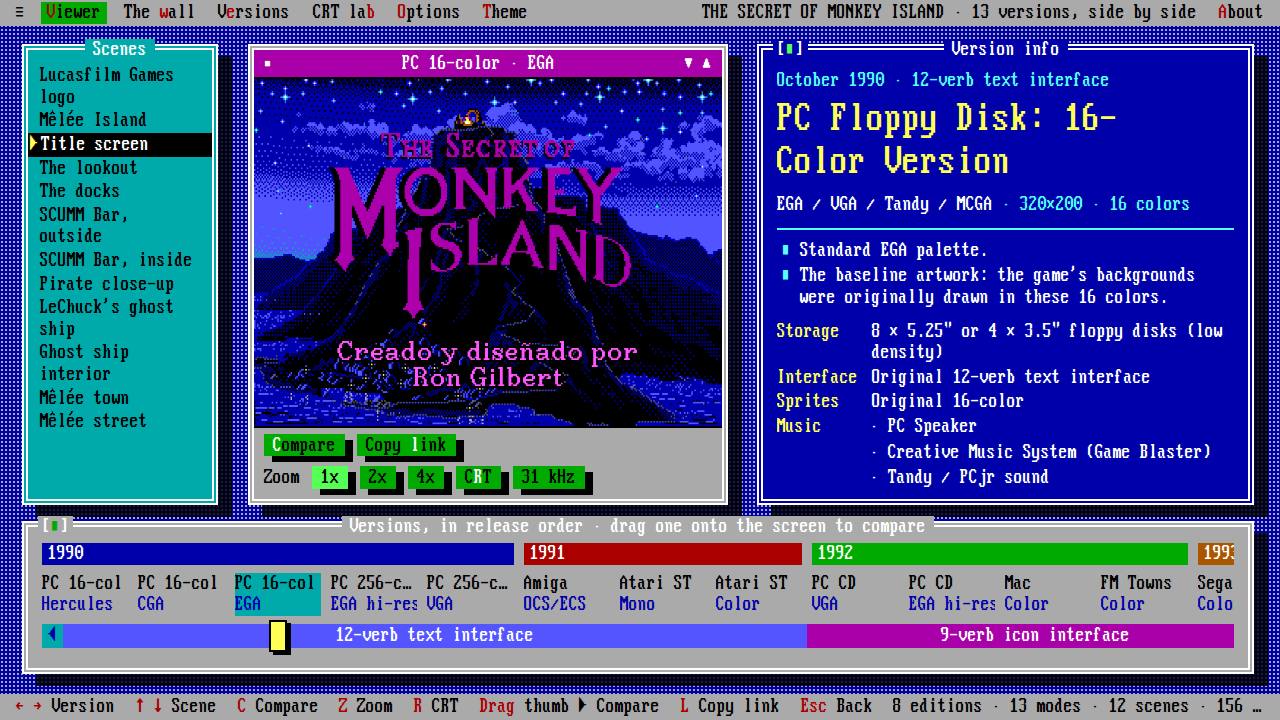 ≡ Viewer The wall Versions CRT lab Options Theme THE SECRET OF MONKEY ISLAND · 13 versions, side by side About
Scenes
Lucasfilm Games
logo
Mêlée Island
Title screen
The lookout
The docks
SCUMM Bar,
outside
SCUMM Bar, inside
Pirate close-up
LeChuck's ghost
ship
Ghost ship
interior
Mêlée town
Mêlée street
PC 16-color · EGA
THE SECRET OF
MONKEY
ISLAND
Creado y diseñado por
Ron Gilbert
Compare Copy link
Zoom 1x 2x 4x CRT 31 kHz
Version info
October 1990 · 12-verb text interface
PC Floppy Disk: 16-
Color Version
EGA / VGA / Tandy / MCGA · 320×200 · 16 colors
Standard EGA palette.
The baseline artwork: the game's backgrounds
were originally drawn in these 16 colors.
Storage 8 × 5.25" or 4 × 3.5" floppy disks (low
density)
Interface Original 12-verb text interface
Sprites Original 16-color
Music · PC Speaker
· Creative Music System (Game Blaster)
· Tandy / PCjr sound
Versions, in release order · drag one onto the screen to compare
1990 1991 1992 1993
PC 16-col PC 16-col PC 16-col PC 256-c… PC 256-c… Amiga Atari ST Atari ST PC CD PC CD Mac FM Towns Sega
Hercules CGA EGA EGA hi-res VGA OCS/ECS Mono Color VGA EGA hi-res Color Color Colo
12-verb text interface 9-verb icon interface
← → Version ↑ ↓ Scene C Compare Z Zoom R CRT Drag thumb ▸ Compare L Copy link Esc Back 8 editions · 13 modes · 12 scenes · 156 …